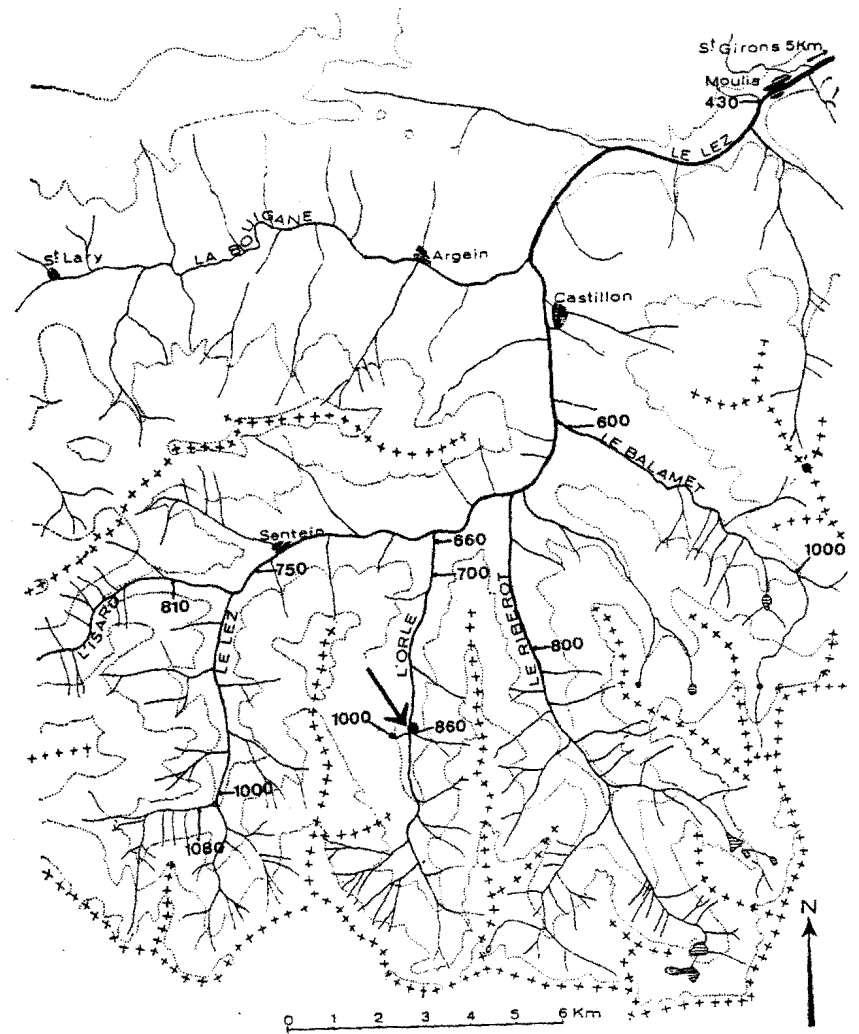 St Girons 5Km
Moulis
430
LE LEZ
LA BOUIGANE
St Lary
Argein
Castillon
600
LE BALAMET
Sentein
660
1000
750
700
810
L'ISARD
LE LEZ
L'ORLE
LE RIBEROT
800
1000
860
1000
1080
N
0 1 2 3 4 5 6 Km